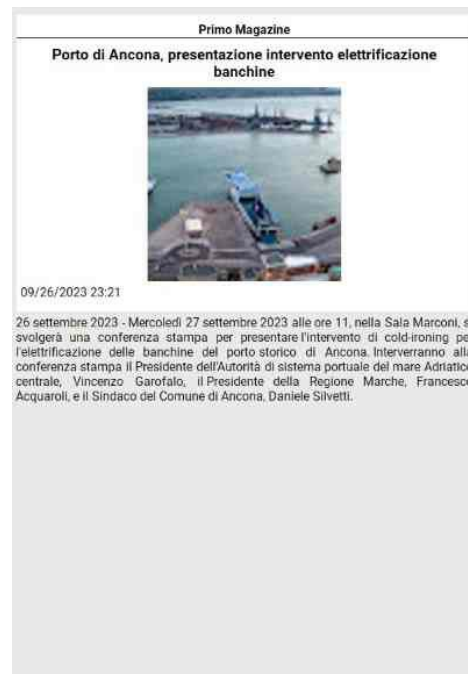 Primo Magazine
Porto di Ancona, presentazione intervento elettrificazione
banchine
09/26/2023 23:21
26 settembre 2023 - Mercoledì 27 settembre 2023 alle ore 11, nella Sala Marconi, s
svolgerà una conferenza stampa per presentare l'intervento di cold-ironing pe
l'elettrificazione delle banchine del porto storico di Ancona. Interverranno alla
conferenza stampa il Presidente dell'Autorità di sistema portuale del mare Adriatico
centrale, Vincenzo Garofalo, il Presidente della Regione Marche, Francesco
Acquaroli, e il Sindaco del Comune di Ancona, Daniele Silvetti.